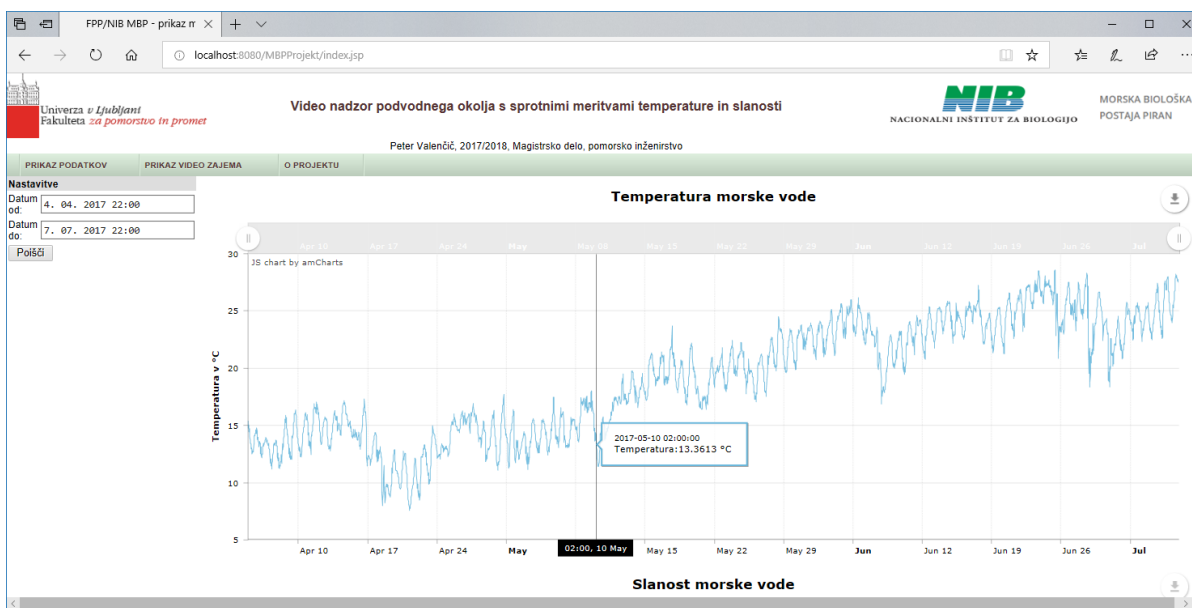 FPP/NIB MBP - prikaz m
localhost:8080/MBPProjekt/index.jsp
Univerza v Ljubljani
Fakulteta za pomorstvo in promet
Video nadzor podvodnega okolja s sprotnimi meritvami temperature in slanosti
NIB
NACIONALNI INŠTITUT ZA BIOLOGIJO
MORSKA BIOLOŠKA
POSTAJA PIRAN
Peter Valenčič, 2017/2018, Magistrsko delo, pomorsko inženirstvo
PRIKAZ PODATKOV PRIKAZ VIDEO ZAJEMA O PROJEKTU
Nastavitve
Datum od: 4. 04. 2017 22:00
Datum do: 7. 07. 2017 22:00
Poišči
Temperatura morske vode
Apr 10 Apr 17 Apr 24 May May 08 May 15 May 22 May 29 Jun Jun 12 Jun 19 Jun 26 Jul
JS chart by amCharts
Temperatura v °C
30
25
20
15
10
5
2017-05-10 02:00:00
Temperatura:13.3613 °C
Apr 10 Apr 17 Apr 24 May 02:00, 10 May May 15 May 22 May 29 Jun Jun 12 Jun 19 Jun 26 Jul
Slanost morske vode